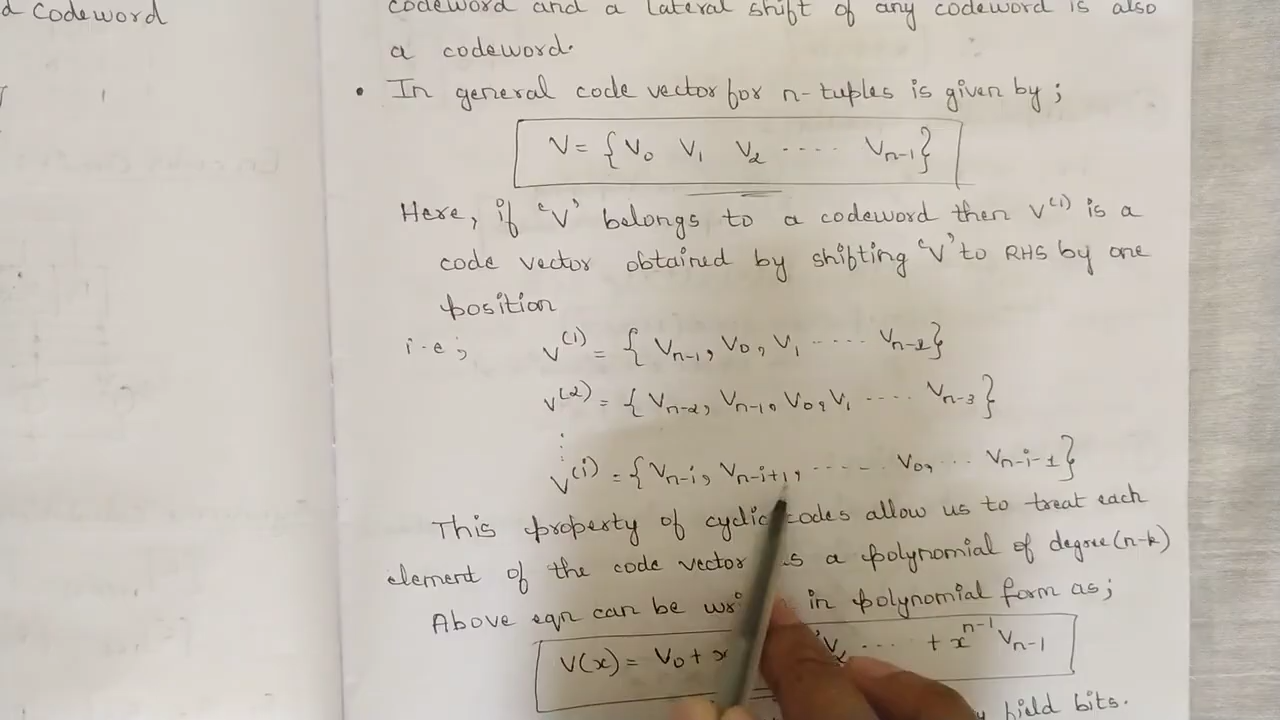 d Codeword
codeword and a lateral shift of any codeword is also
a codeword.
• In general code vector for n-tuples is given by;
V = { V₀ V₁ V₂ ---- Vₙ₋₁}
Here, if 'V' belongs to a codeword then V⁽¹⁾ is a
code vector obtained by shifting 'V' to RHS by one
position
i.e; V⁽¹⁾ = { Vₙ₋₁, V₀, V₁ ---- Vₙ₋₂}
V⁽²⁾ = { Vₙ₋₂, Vₙ₋₁, V₀, V₁ ---- Vₙ₋₃}
⋮
V⁽ⁱ⁾ = { Vₙ₋ᵢ, Vₙ₋ᵢ₊₁, ----- V₀, ... Vₙ₋ᵢ₋₁}
This property of cyclic codes allow us to treat each
element of the code vector as a polynomial of degree (n-k)
Above eqn can be in polynomial form as;
V(x) = V₀ + x V₂ ---- + xⁿ⁻¹ Vₙ₋₁
hield bits.